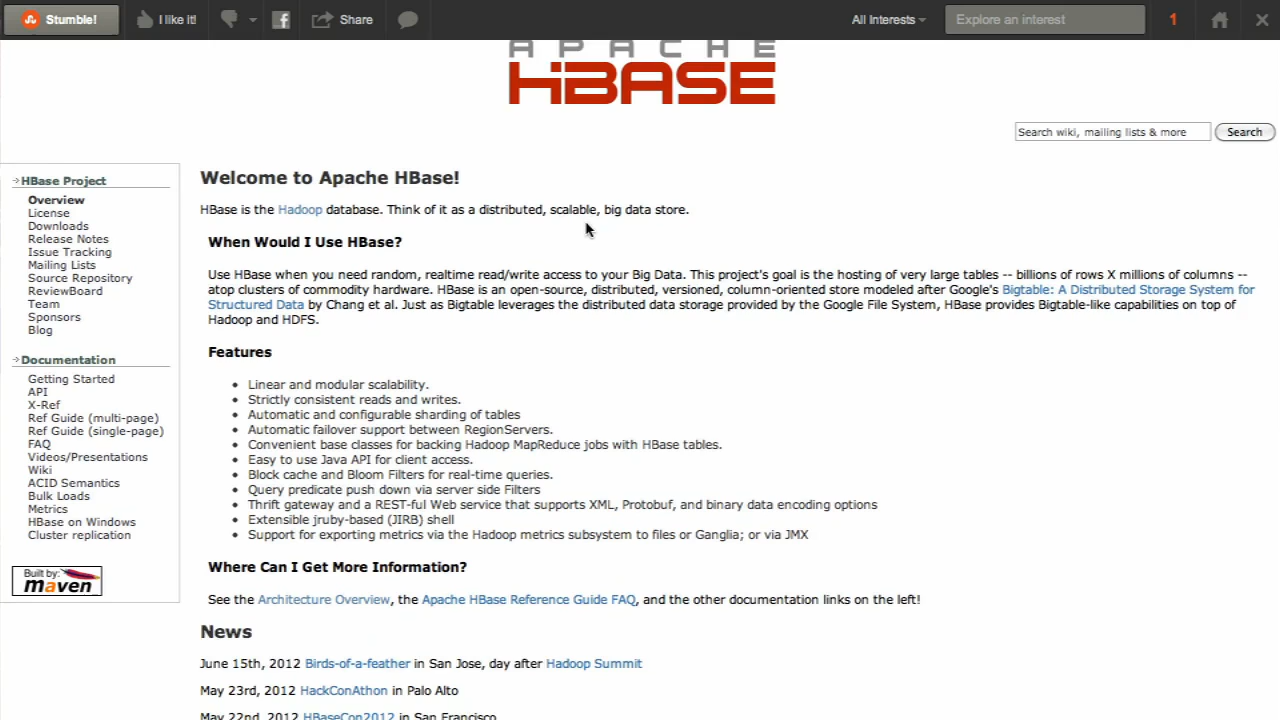 Stumble! I like it! Share All Interests Explore an interest 1
APACHE
HBASE
Search wiki, mailing lists & more Search
HBase Project
Overview
License
Downloads
Release Notes
Issue Tracking
Mailing Lists
Source Repository
ReviewBoard
Team
Sponsors
Blog
Documentation
Getting Started
API
X-Ref
Ref Guide (multi-page)
Ref Guide (single-page)
FAQ
Videos/Presentations
Wiki
ACID Semantics
Bulk Loads
Metrics
HBase on Windows
Cluster replication
Built by:
maven
Welcome to Apache HBase!
HBase is the Hadoop database. Think of it as a distributed, scalable, big data store.
When Would I Use HBase?
Use HBase when you need random, realtime read/write access to your Big Data. This project's goal is the hosting of very large tables -- billions of rows X millions of columns --
atop clusters of commodity hardware. HBase is an open-source, distributed, versioned, column-oriented store modeled after Google's Bigtable: A Distributed Storage System for
Structured Data by Chang et al. Just as Bigtable leverages the distributed data storage provided by the Google File System, HBase provides Bigtable-like capabilities on top of
Hadoop and HDFS.
Features
• Linear and modular scalability.
• Strictly consistent reads and writes.
• Automatic and configurable sharding of tables
• Automatic failover support between RegionServers.
• Convenient base classes for backing Hadoop MapReduce jobs with HBase tables.
• Easy to use Java API for client access.
• Block cache and Bloom Filters for real-time queries.
• Query predicate push down via server side Filters
• Thrift gateway and a REST-ful Web service that supports XML, Protobuf, and binary data encoding options
• Extensible jruby-based (JIRB) shell
• Support for exporting metrics via the Hadoop metrics subsystem to files or Ganglia; or via JMX
Where Can I Get More Information?
See the Architecture Overview, the Apache HBase Reference Guide FAQ, and the other documentation links on the left!
News
June 15th, 2012 Birds-of-a-feather in San Jose, day after Hadoop Summit
May 23rd, 2012 HackConAthon in Palo Alto
May 22nd, 2012 HBaseCon2012 in San Francisco